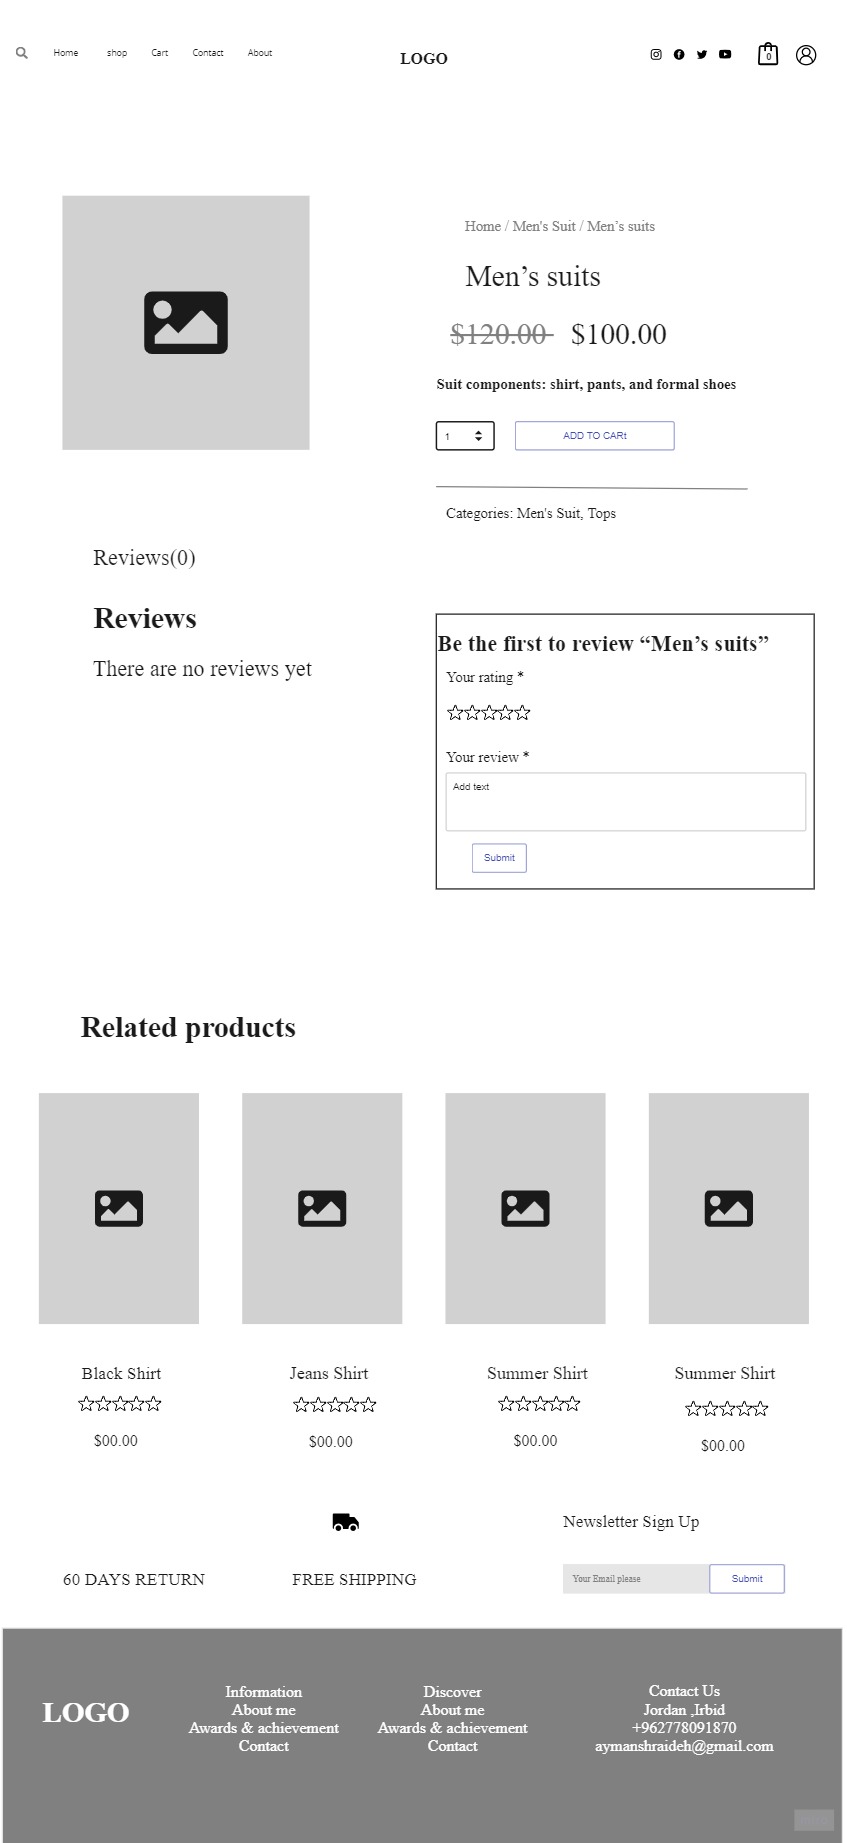 Home shop Cart Contact About
LOGO
0
Home / Men's Suit / Men’s suits
Men’s suits
$120.00 $100.00
Suit components: shirt, pants, and formal shoes
1 ADD TO CARt
Categories: Men's Suit, Tops
Reviews(0)
Reviews
There are no reviews yet
Be the first to review “Men’s suits”
Your rating *
Your review *
Add text
Submit
Related products
Black Shirt
$00.00
Jeans Shirt
$00.00
Summer Shirt
$00.00
Summer Shirt
$00.00
60 DAYS RETURN
FREE SHIPPING
Newsletter Sign Up
Your Email please Submit
LOGO
Information
About me
Awards & achievement
Contact
Discover
About me
Awards & achievement
Contact
Contact Us
Jordan ,Irbid
+962778091870
aymanshraideh@gmail.com